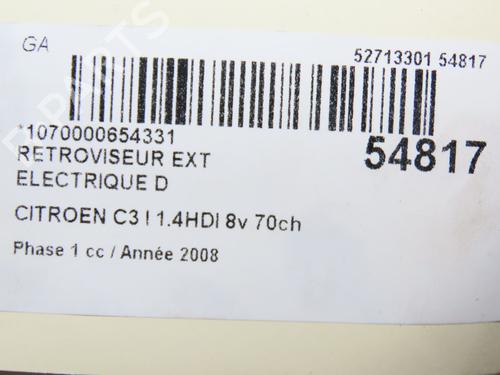 GA
52713301 54817
*1070000654331
54817
RETROVISEUR EXT
ELECTRIQUE D
CITROEN C3 I 1.4HDI 8v 70ch
Phase 1 cc / Année 2008